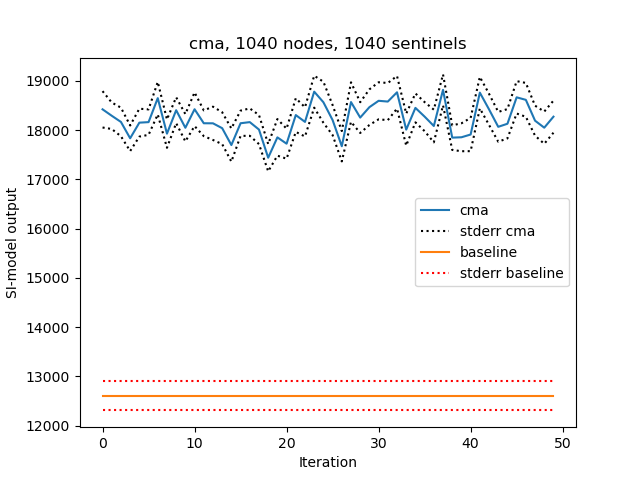 cma, 1040 nodes, 1040 sentinels
SI-model output
19000
18000
17000
16000
15000
14000
13000
12000
cma
stderr cma
baseline
stderr baseline
0 10 20 30 40 50
Iteration